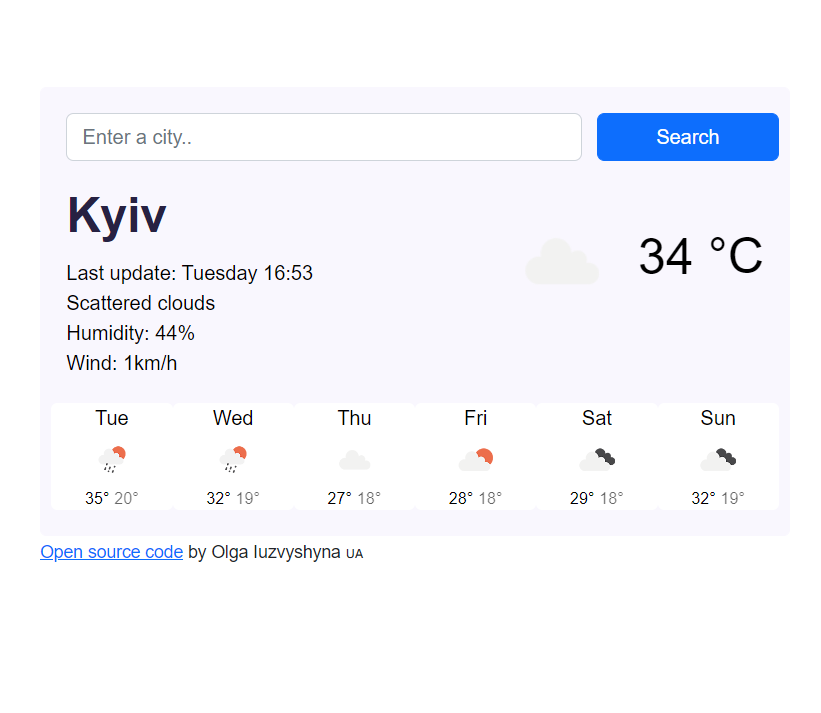 Enter a city..
Search
Kyiv
34 °C
Last update: Tuesday 16:53
Scattered clouds
Humidity: 44%
Wind: 1km/h
Tue Wed Thu Fri Sat Sun
35° 20° 32° 19° 27° 18° 28° 18° 29° 18° 32° 19°
Open source code by Olga Iuzvyshyna UA